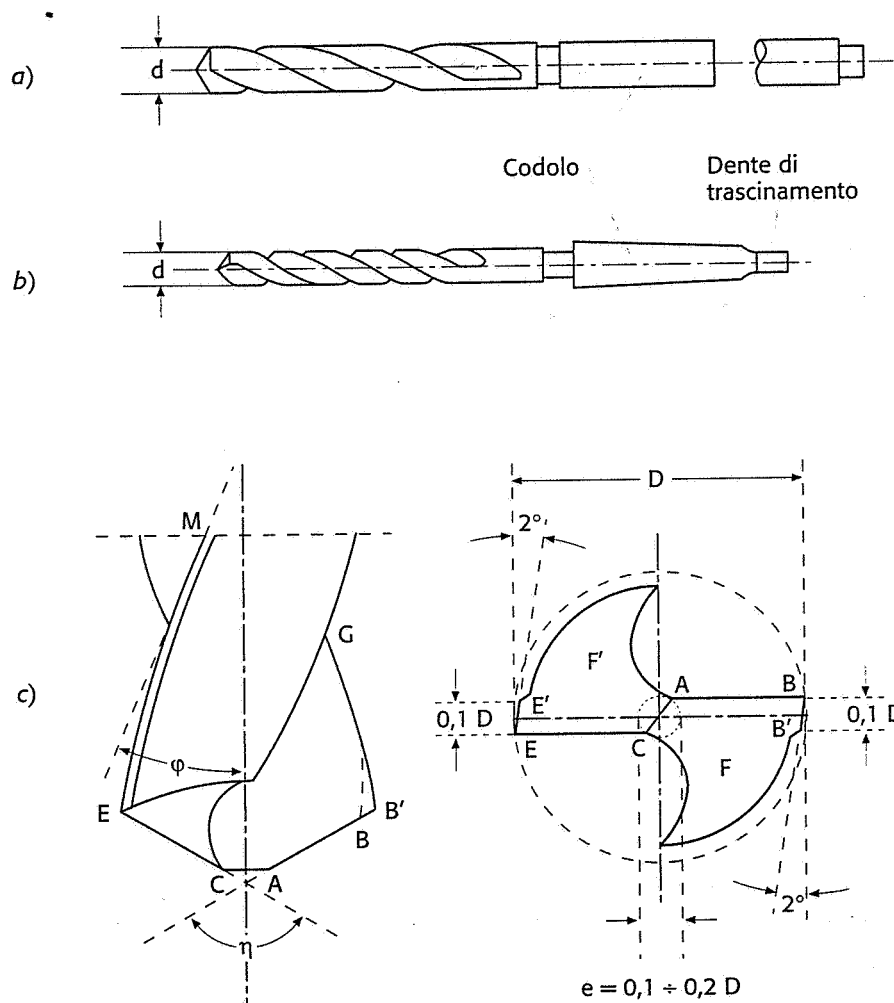 a)
d
Codolo
Dente di
trascinamento
b)
d
c)
M
G
φ
E
B'
B
C A
η
D
2°
F'
A
B
E'
B'
0,1 D
0,1 D
E
C
F
2°
e = 0,1 ÷ 0,2 D